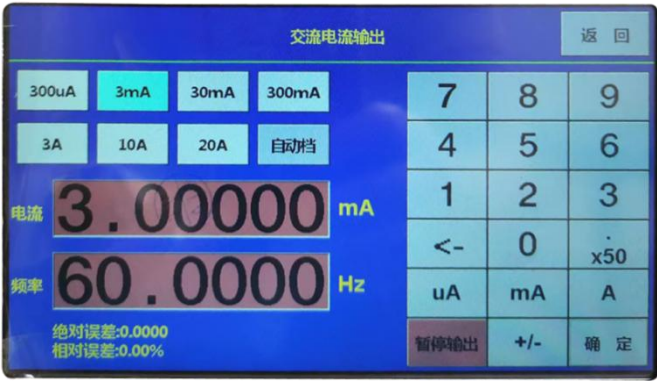 交流电流输出
返 回
300uA 3mA 30mA 300mA
3A 10A 20A 自动档
电流 3.00000 mA
频率 60.0000 Hz
绝对误差:0.0000
相对误差:0.00%
7 8 9
4 5 6
1 2 3
<- 0 . x50
uA mA A
暂停输出 +/- 确 定